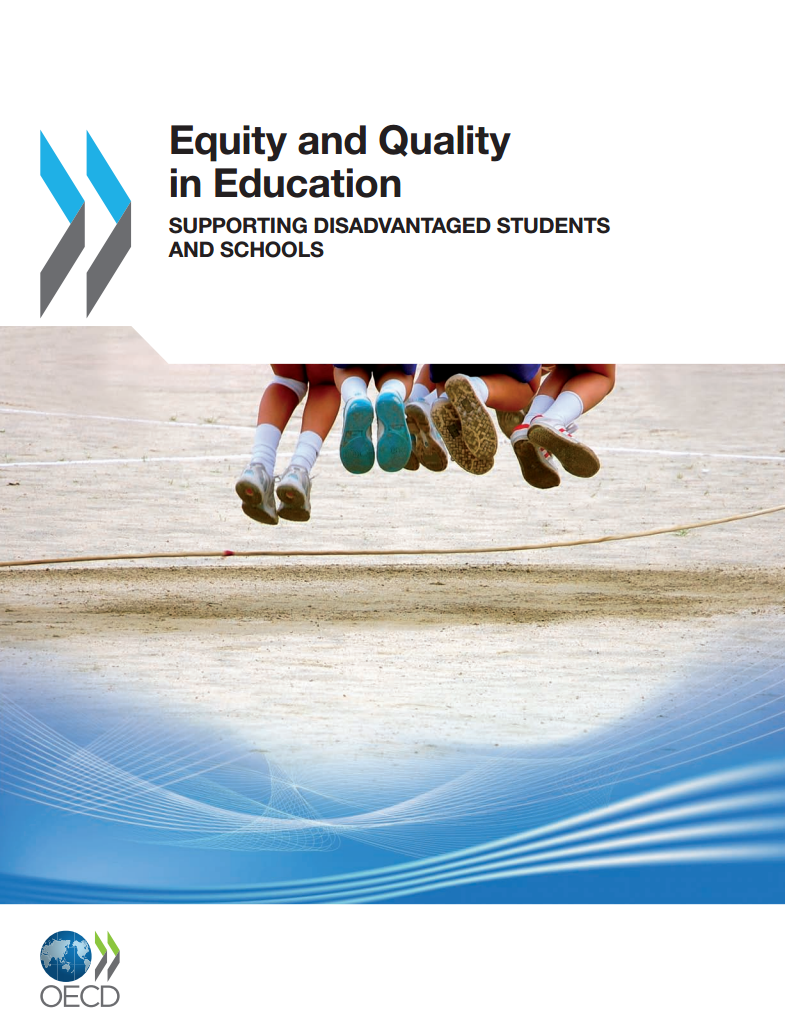 Equity and Quality
in Education
SUPPORTING DISADVANTAGED STUDENTS
AND SCHOOLS
OECD